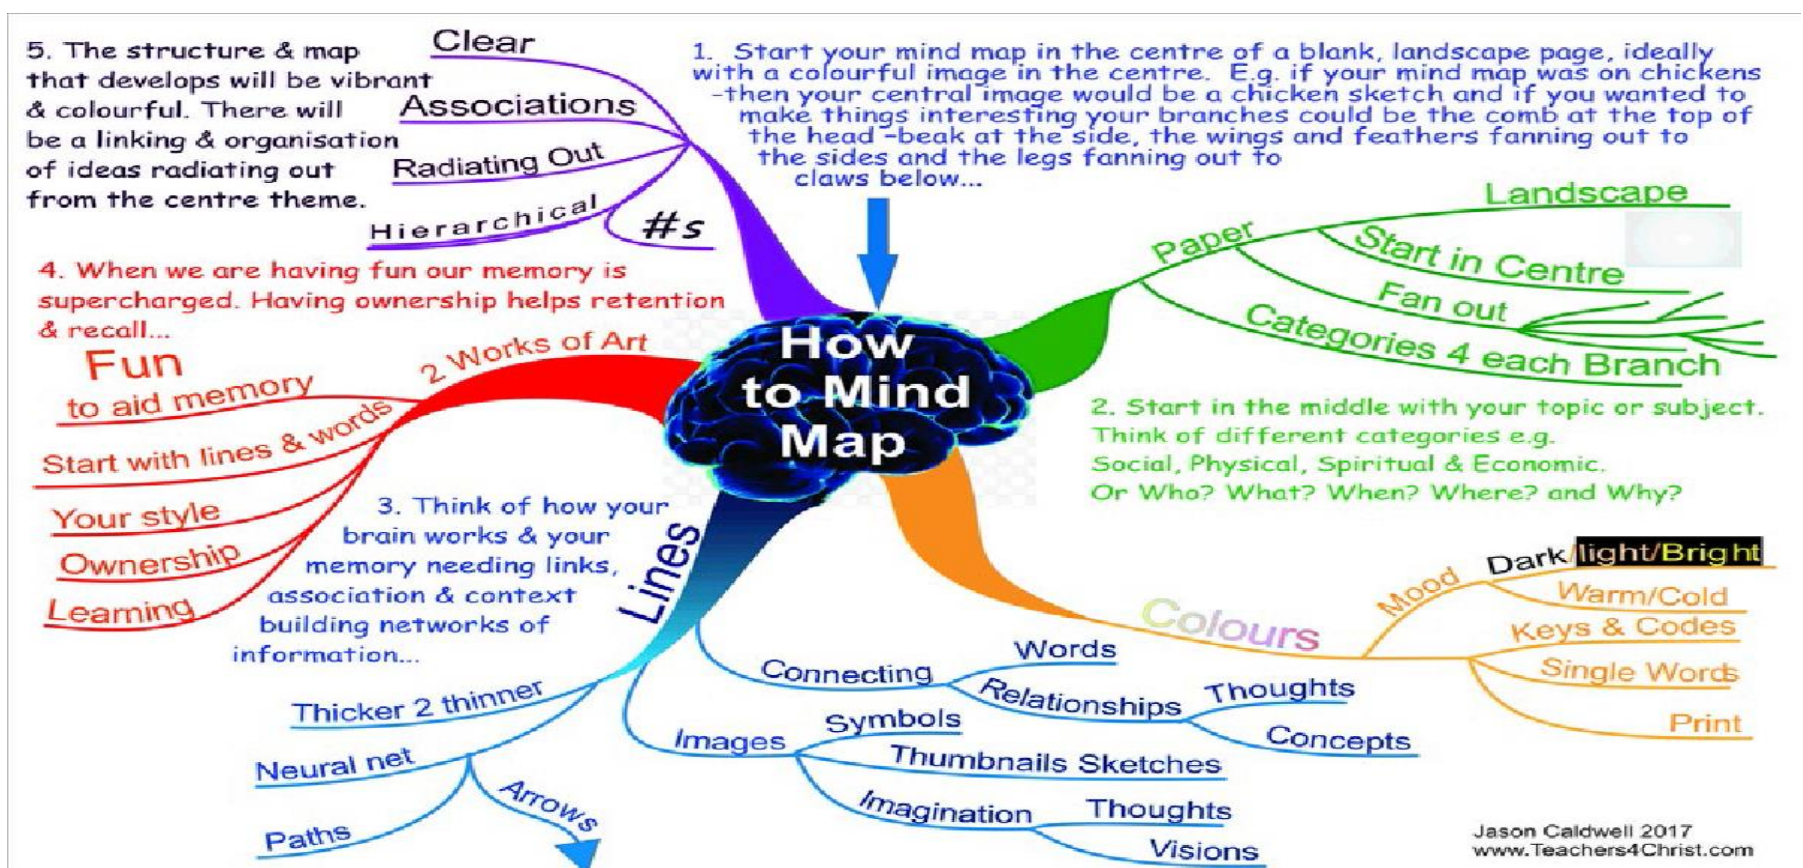 5. The structure & map
that develops will be vibrant
& colourful. There will
be a linking & organisation
of ideas radiating out
from the centre theme.
Clear
Associations
Radiating Out
Hierarchical
#s
1. Start your mind map in the centre of a blank, landscape page, ideally
with a colourful image in the centre. E.g. if your mind map was on chickens
-then your central image would be a chicken sketch and if you wanted to
make things interesting your branches could be the comb at the top of
the head -beak at the side, the wings and feathers fanning out to
the sides and the legs fanning out to
claws below...
Paper
Landscape
Start in Centre
Fan out
Categories 4 each Branch
4. When we are having fun our memory is
supercharged. Having ownership helps retention
& recall...
2 Works of Art
Fun
to aid memory
Start with lines & words
Your style
Ownership
Learning
How
to Mind
Map
2. Start in the middle with your topic or subject.
Think of different categories e.g.
Social, Physical, Spiritual & Economic.
Or Who? What? When? Where? and Why?
3. Think of how your
brain works & your
memory needing links,
association & context
building networks of
information...
Lines
Thicker 2 thinner
Neural net
Arrows
Paths
Connecting
Words
Relationships
Thoughts
Concepts
Images
Symbols
Thumbnails Sketches
Imagination
Thoughts
Visions
Colours
Mood
Dark/light/Bright
Warm/Cold
Keys & Codes
Single Words
Print
Jason Caldwell 2017
www.Teachers4Christ.com